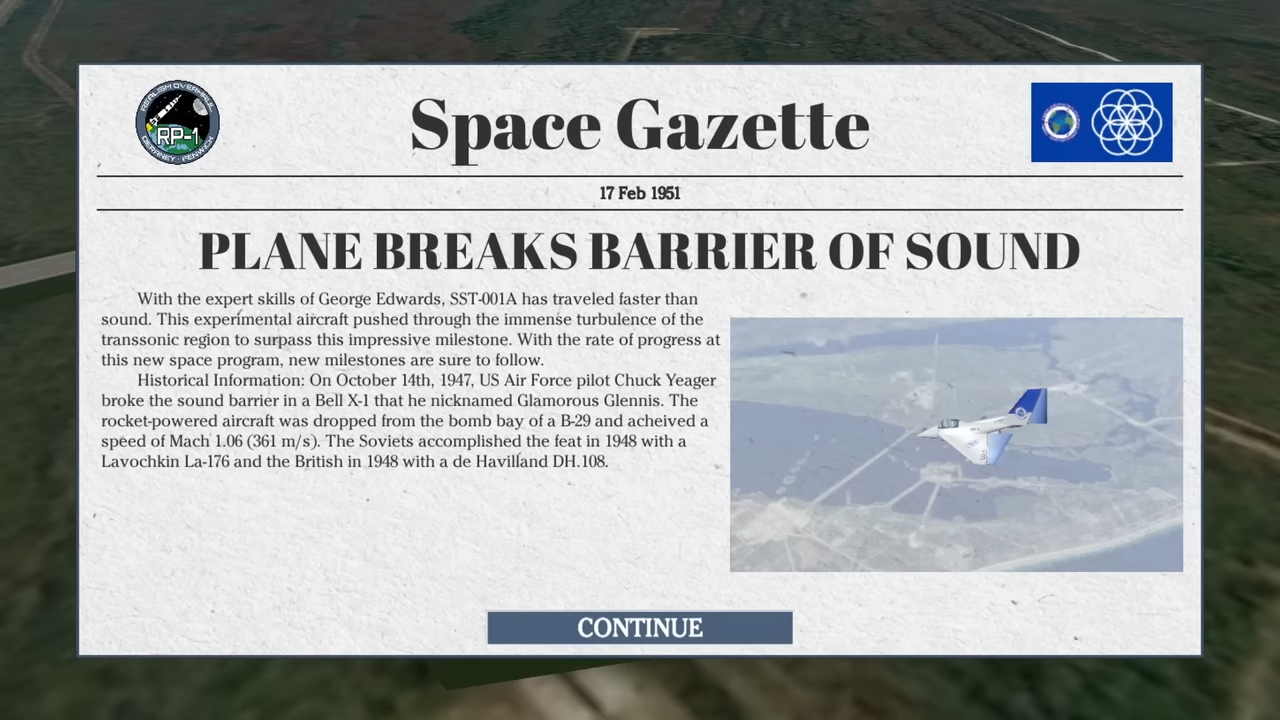 REALISM OVERHAUL
RP-1
Space Gazette
17 Feb 1951
PLANE BREAKS BARRIER OF SOUND
With the expert skills of George Edwards, SST-001A has traveled faster than
sound. This experimental aircraft pushed through the immense turbulence of the
transsonic region to surpass this impressive milestone. With the rate of progress at
this new space program, new milestones are sure to follow.
Historical Information: On October 14th, 1947, US Air Force pilot Chuck Yeager
broke the sound barrier in a Bell X-1 that he nicknamed Glamorous Glennis. The
rocket-powered aircraft was dropped from the bomb bay of a B-29 and acheived a
speed of Mach 1.06 (361 m/s). The Soviets accomplished the feat in 1948 with a
Lavochkin La-176 and the British in 1948 with a de Havilland DH.108.
CONTINUE